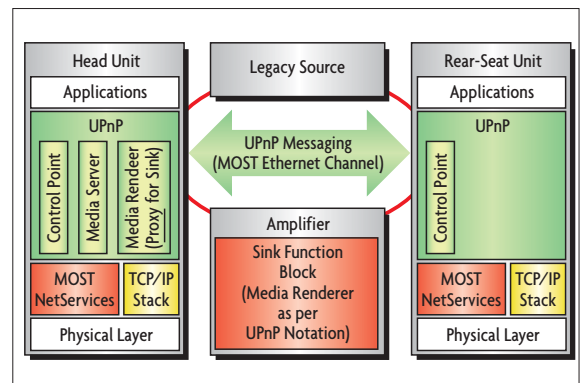 Head Unit
Applications
UPnP
Control Point
Media Server
Media Rendeer
(Proxy for Sink)
MOST
NetServices
TCP/IP
Stack
Physical Layer
Legacy Source
UPnP Messaging
(MOST Ethernet Channel)
Amplifier
Sink Function
Block
(Media Renderer
as per
UPnP Notation)
Rear-Seat Unit
Applications
UPnP
Control Point
MOST
NetServices
TCP/IP
Stack
Physical Layer